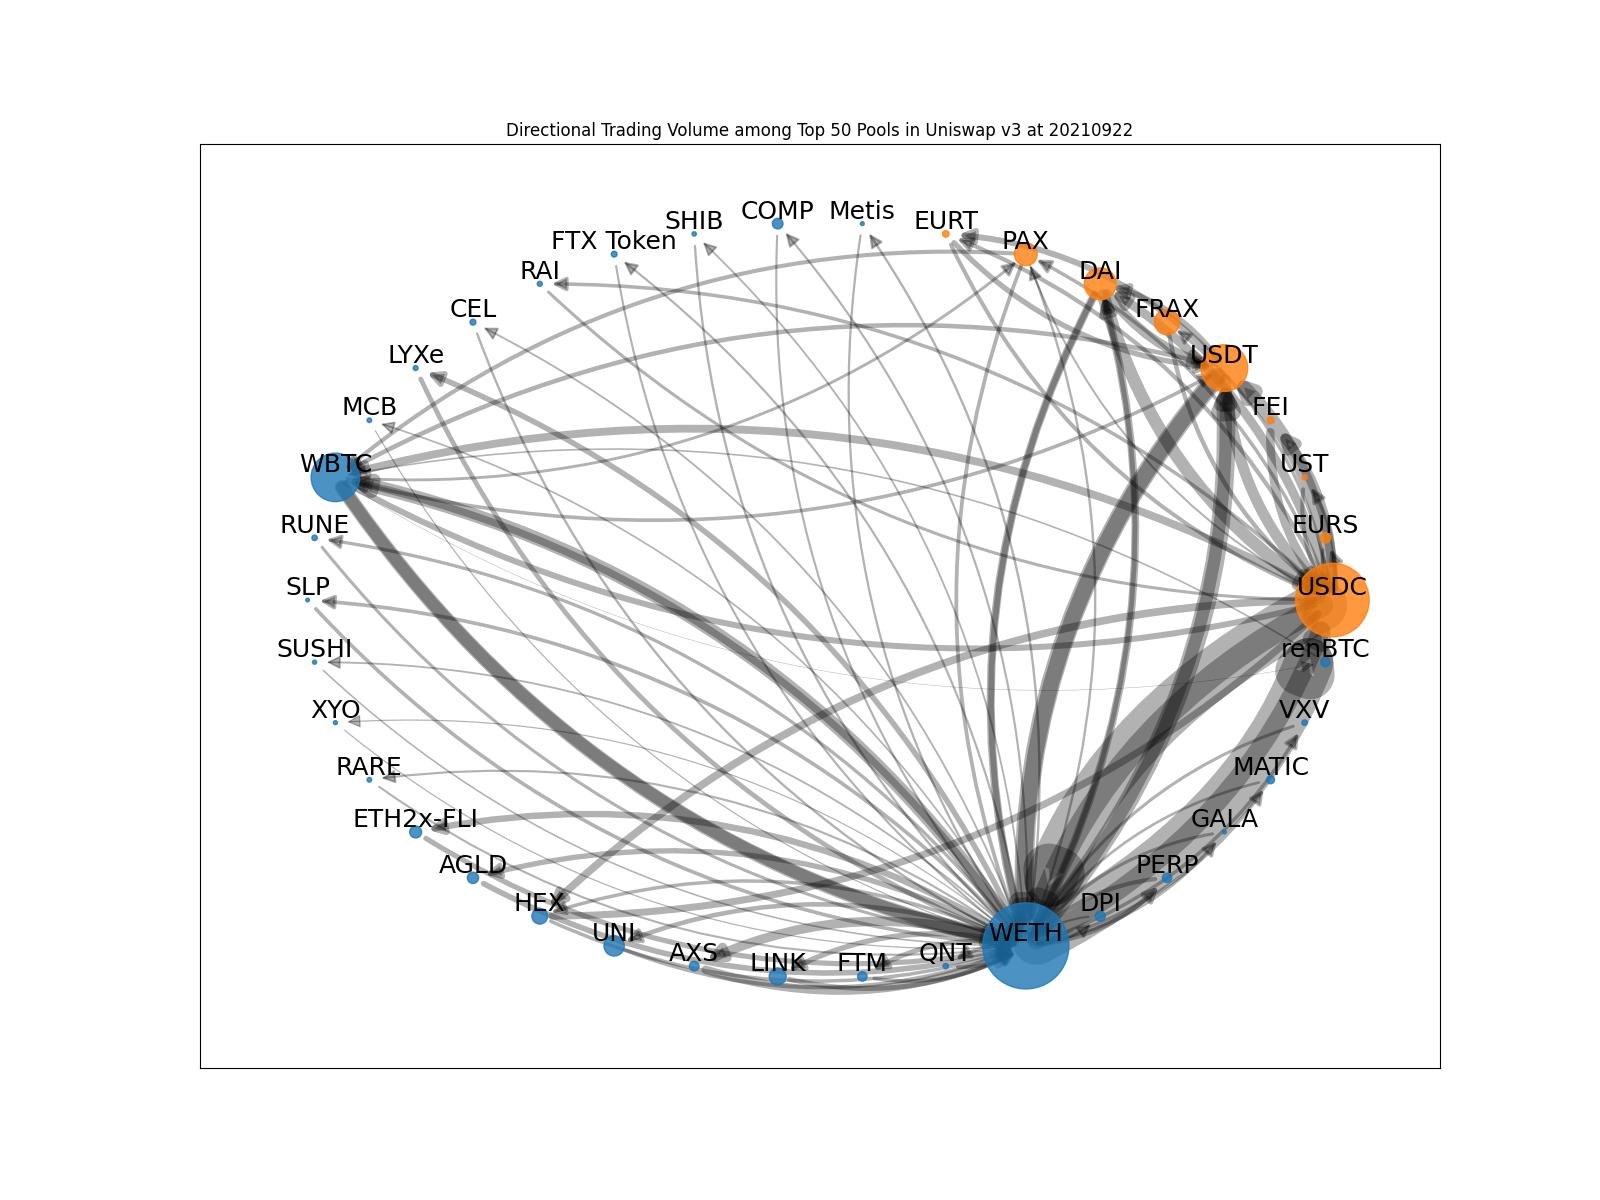 Directional Trading Volume among Top 50 Pools in Uniswap v3 at 20210922
COMP
Metis
SHIB
EURT
FTX Token
PAX
RAI
DAI
CEL
FRAX
LYXe
USDT
MCB
FEI
WBTC
UST
RUNE
EURS
SLP
USDC
SUSHI
renBTC
XYO
VXV
RARE
MATIC
ETH2x-FLI
GALA
AGLD
PERP
HEX
DPI
UNI
WETH
AXS
QNT
LINK
FTM